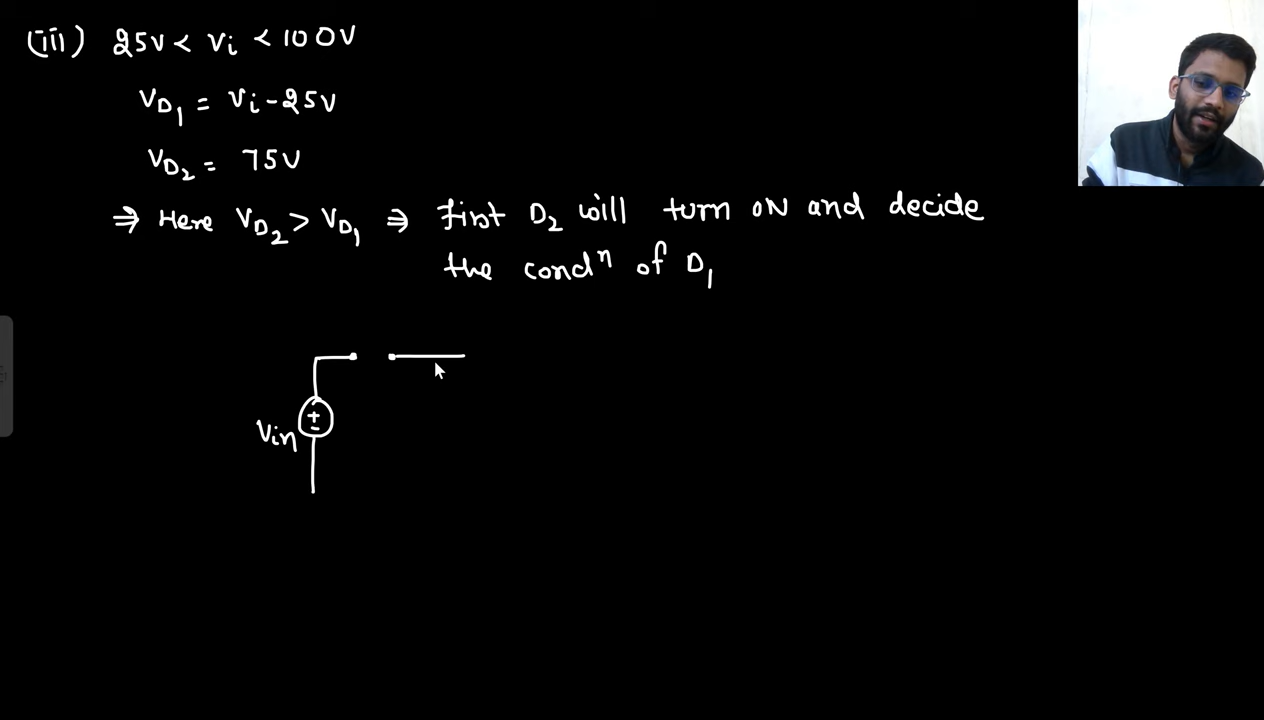 (iii) 25V < Vi < 100V
VD1 = Vi - 25V
VD2 = 75V
⇒ Here VD2 > VD1 ⇒ first D2 will turn ON and decide
the condn of D1
+
-
Vin